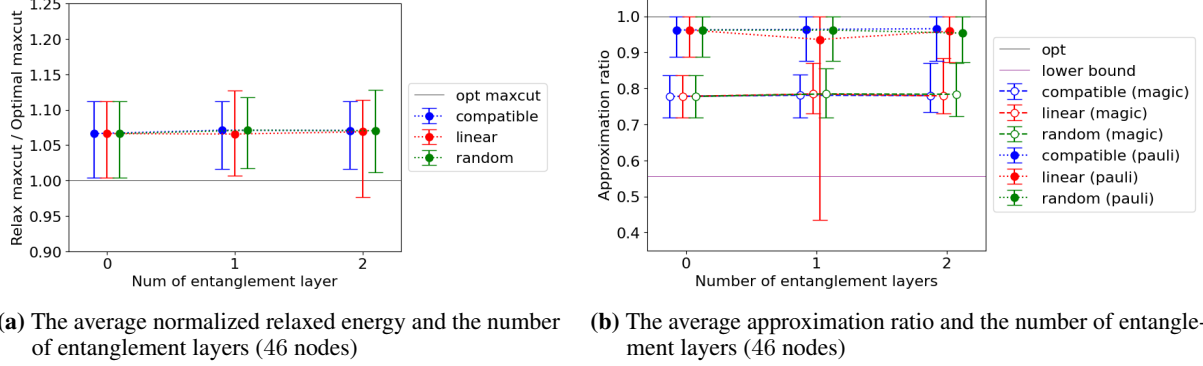 1.25
1.20
1.15
1.10
1.05
1.00
0.95
0.90
Relax maxcut / Optimal maxcut
0 1 2
Num of entanglement layer
opt maxcut
compatible
linear
random
1.0
0.9
0.8
0.7
0.6
0.5
0.4
Approximation ratio
0 1 2
Number of entanglement layers
opt
lower bound
compatible (magic)
linear (magic)
random (magic)
compatible (pauli)
linear (pauli)
random (pauli)
a) The average normalized relaxed energy and the number
of entanglement layers (46 nodes)
(b) The average approximation ratio and the number of entangle-
ment layers (46 nodes)